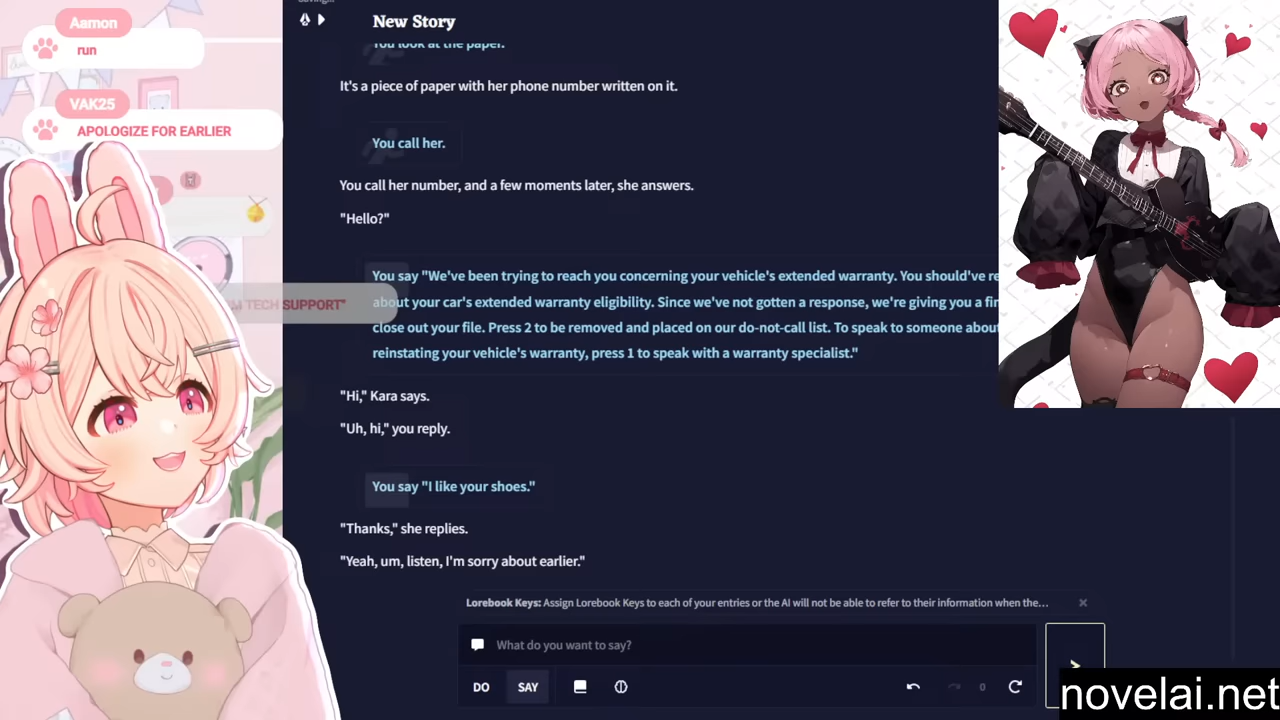 Aamon
run
VAK25
APOLOGIZE FOR EARLIER
M TECH SUPPORT"
New Story
You look at the paper.
It's a piece of paper with her phone number written on it.
You call her.
You call her number, and a few moments later, she answers.
"Hello?"
You say "We've been trying to reach you concerning your vehicle's extended warranty. You should've re
about your car's extended warranty eligibility. Since we've not gotten a response, we're giving you a fin
close out your file. Press 2 to be removed and placed on our do-not-call list. To speak to someone about
reinstating your vehicle's warranty, press 1 to speak with a warranty specialist."
"Hi," Kara says.
"Uh, hi," you reply.
You say "I like your shoes."
"Thanks," she replies.
"Yeah, um, listen, I'm sorry about earlier."
Lorebook Keys: Assign Lorebook Keys to each of your entries or the AI will not be able to refer to their information when the...
What do you want to say?
DO
SAY
0
novelai.net